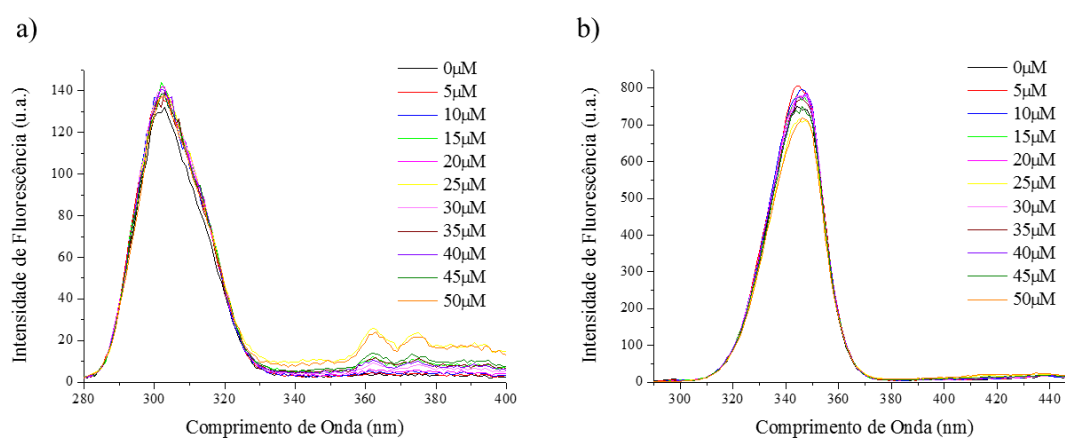 a)
Intensidade de Fluorescência (u.a.)
140
120
100
80
60
40
20
0
280
300
320
340
360
380
400
Comprimento de Onda (nm)
0μM
5μM
10μM
15μM
20μM
25μM
30μM
35μM
40μM
45μM
50μM
b)
Intensidade de Fluorescência (u.a.)
800
700
600
500
400
300
200
100
0
300
320
340
360
380
400
420
440
Comprimento de Onda (nm)
0μM
5μM
10μM
15μM
20μM
25μM
30μM
35μM
40μM
45μM
50μM